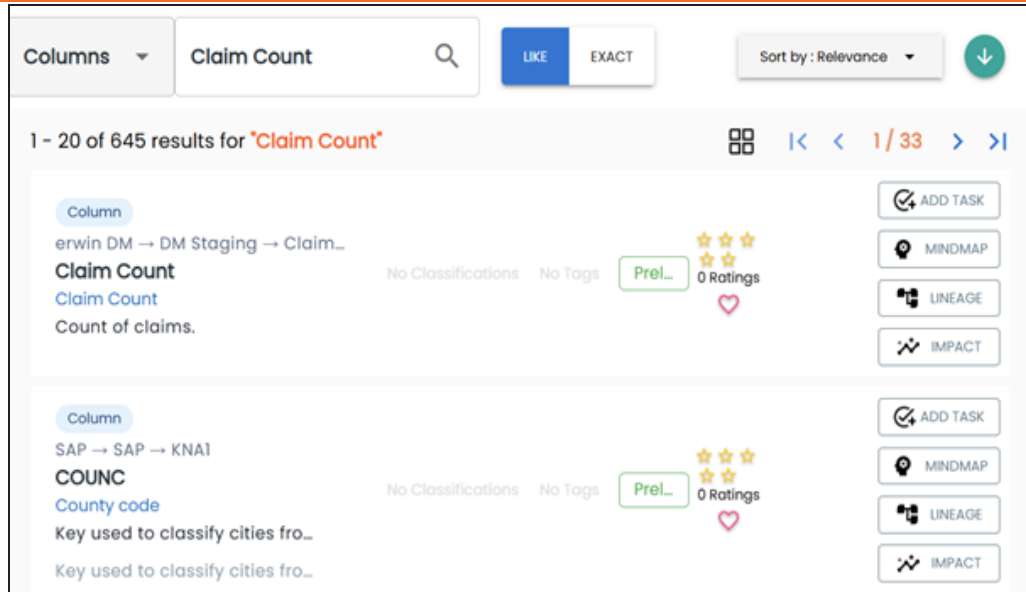 Columns
Claim Count
LIKE
EXACT
Sort by : Relevance
1 - 20 of 645 results for "Claim Count"
1 / 33
Column
erwin DM → DM Staging → Claim...
Claim Count
Claim Count
Count of claims.
No Classifications
No Tags
Prel...
0 Ratings
ADD TASK
MINDMAP
LINEAGE
IMPACT
Column
SAP → SAP → KNA1
COUNC
County code
Key used to classify cities fro...
Key used to classify cities fro...
No Classifications
No Tags
Prel...
0 Ratings
ADD TASK
MINDMAP
LINEAGE
IMPACT